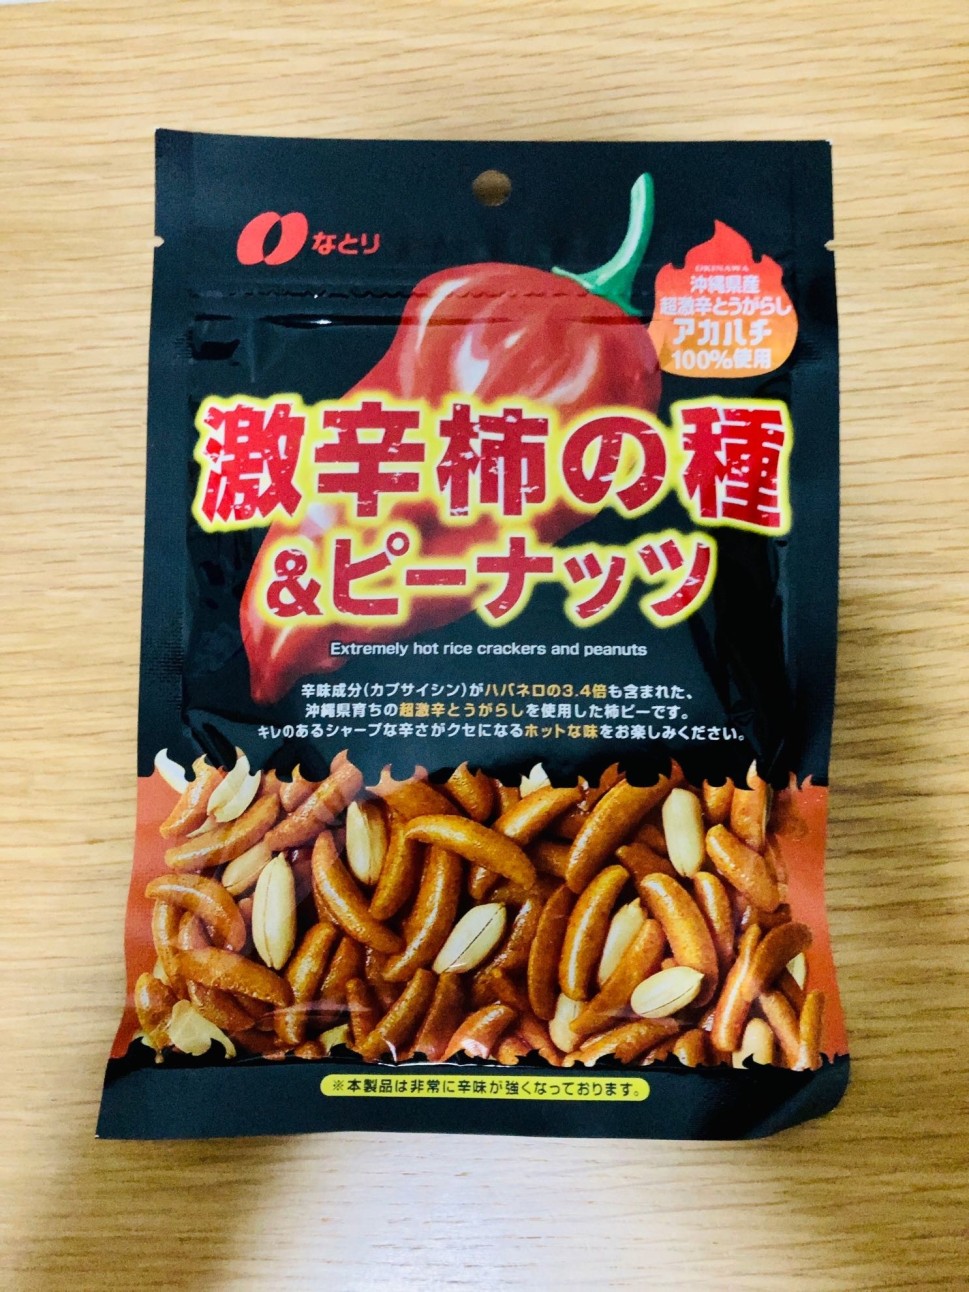 なとり
OKINAWA
沖縄県産
超激辛とうがらし
アカハチ
100%使用
激辛柿の種
&ピーナッツ
Extremely hot rice crackers and peanuts
辛味成分(カプサイシン)がハバネロの3.4倍も含まれた、
沖縄県育ちの超激辛とうがらしを使用した柿ピーです。
キレのあるシャープな辛さがクセになるホットな味をお楽しみください。
※本製品は非常に辛味が強くなっております。